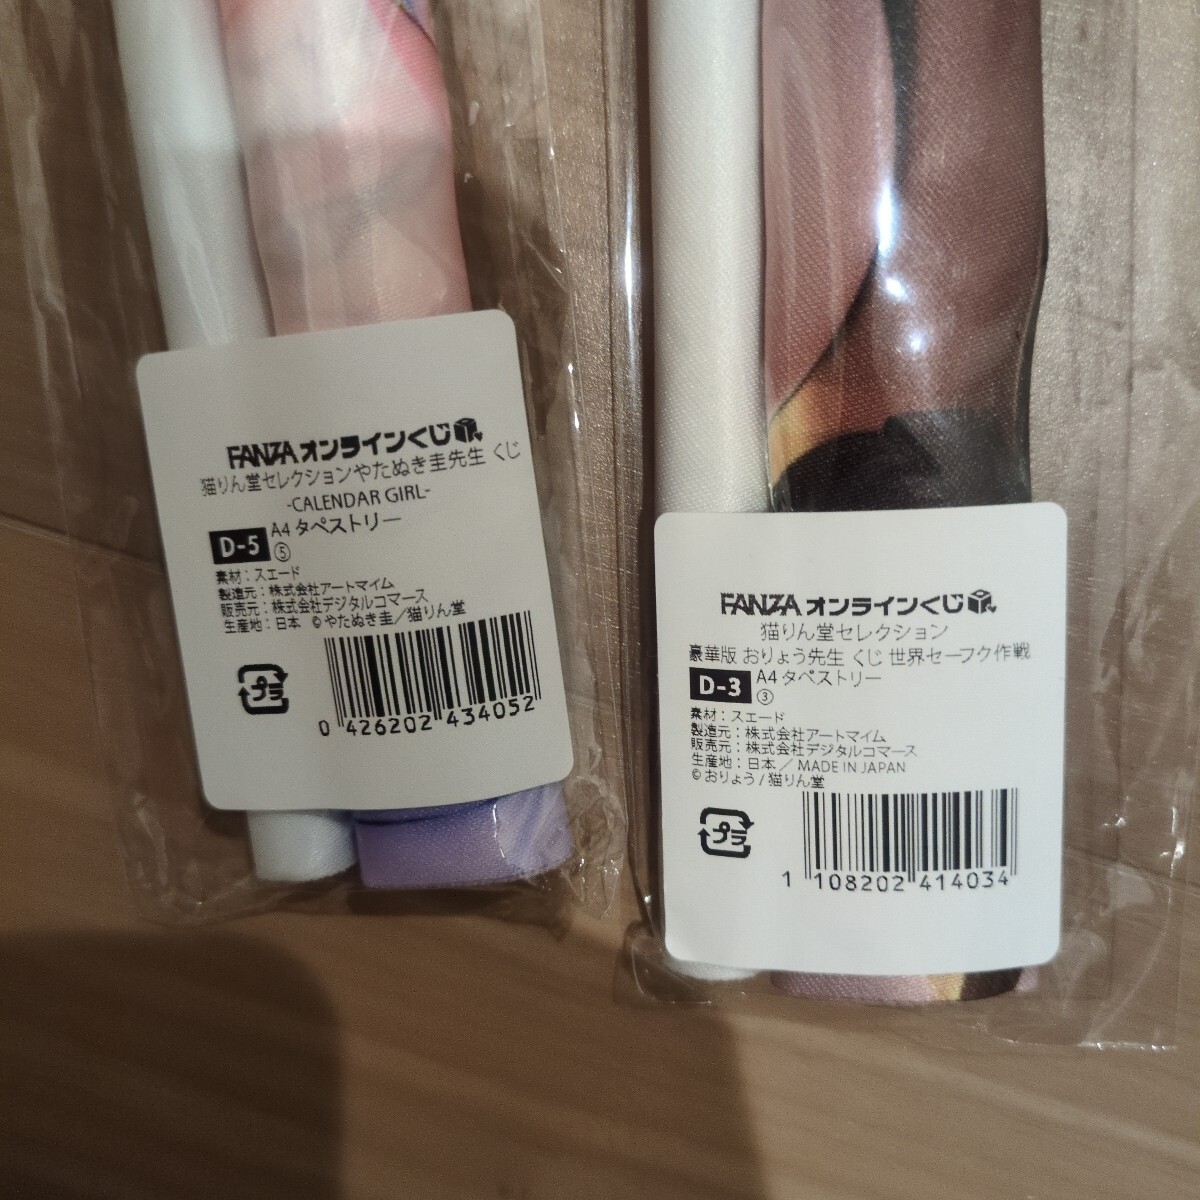 FANZA オンラインくじ
猫りん堂セレクションやたぬき圭先生 くじ
-CALENDAR GIRL-
D-5 A4 タペストリー
⑤
素材：スエード
製造元：株式会社アートマイム
販売元：株式会社デジタルコマース
生産地：日本 ©やたぬき圭／猫りん堂
プラ
0 426202 434052
FANZA オンラインくじ
猫りん堂セレクション
豪華版 おりょう先生 くじ 世界セーフク作戦
D-3 A4 タペストリー
③
素材：スエード
製造元：株式会社アートマイム
販売元：株式会社デジタルコマース
生産地：日本／MADE IN JAPAN
©おりょう/猫りん堂
プラ
1 108202 414034